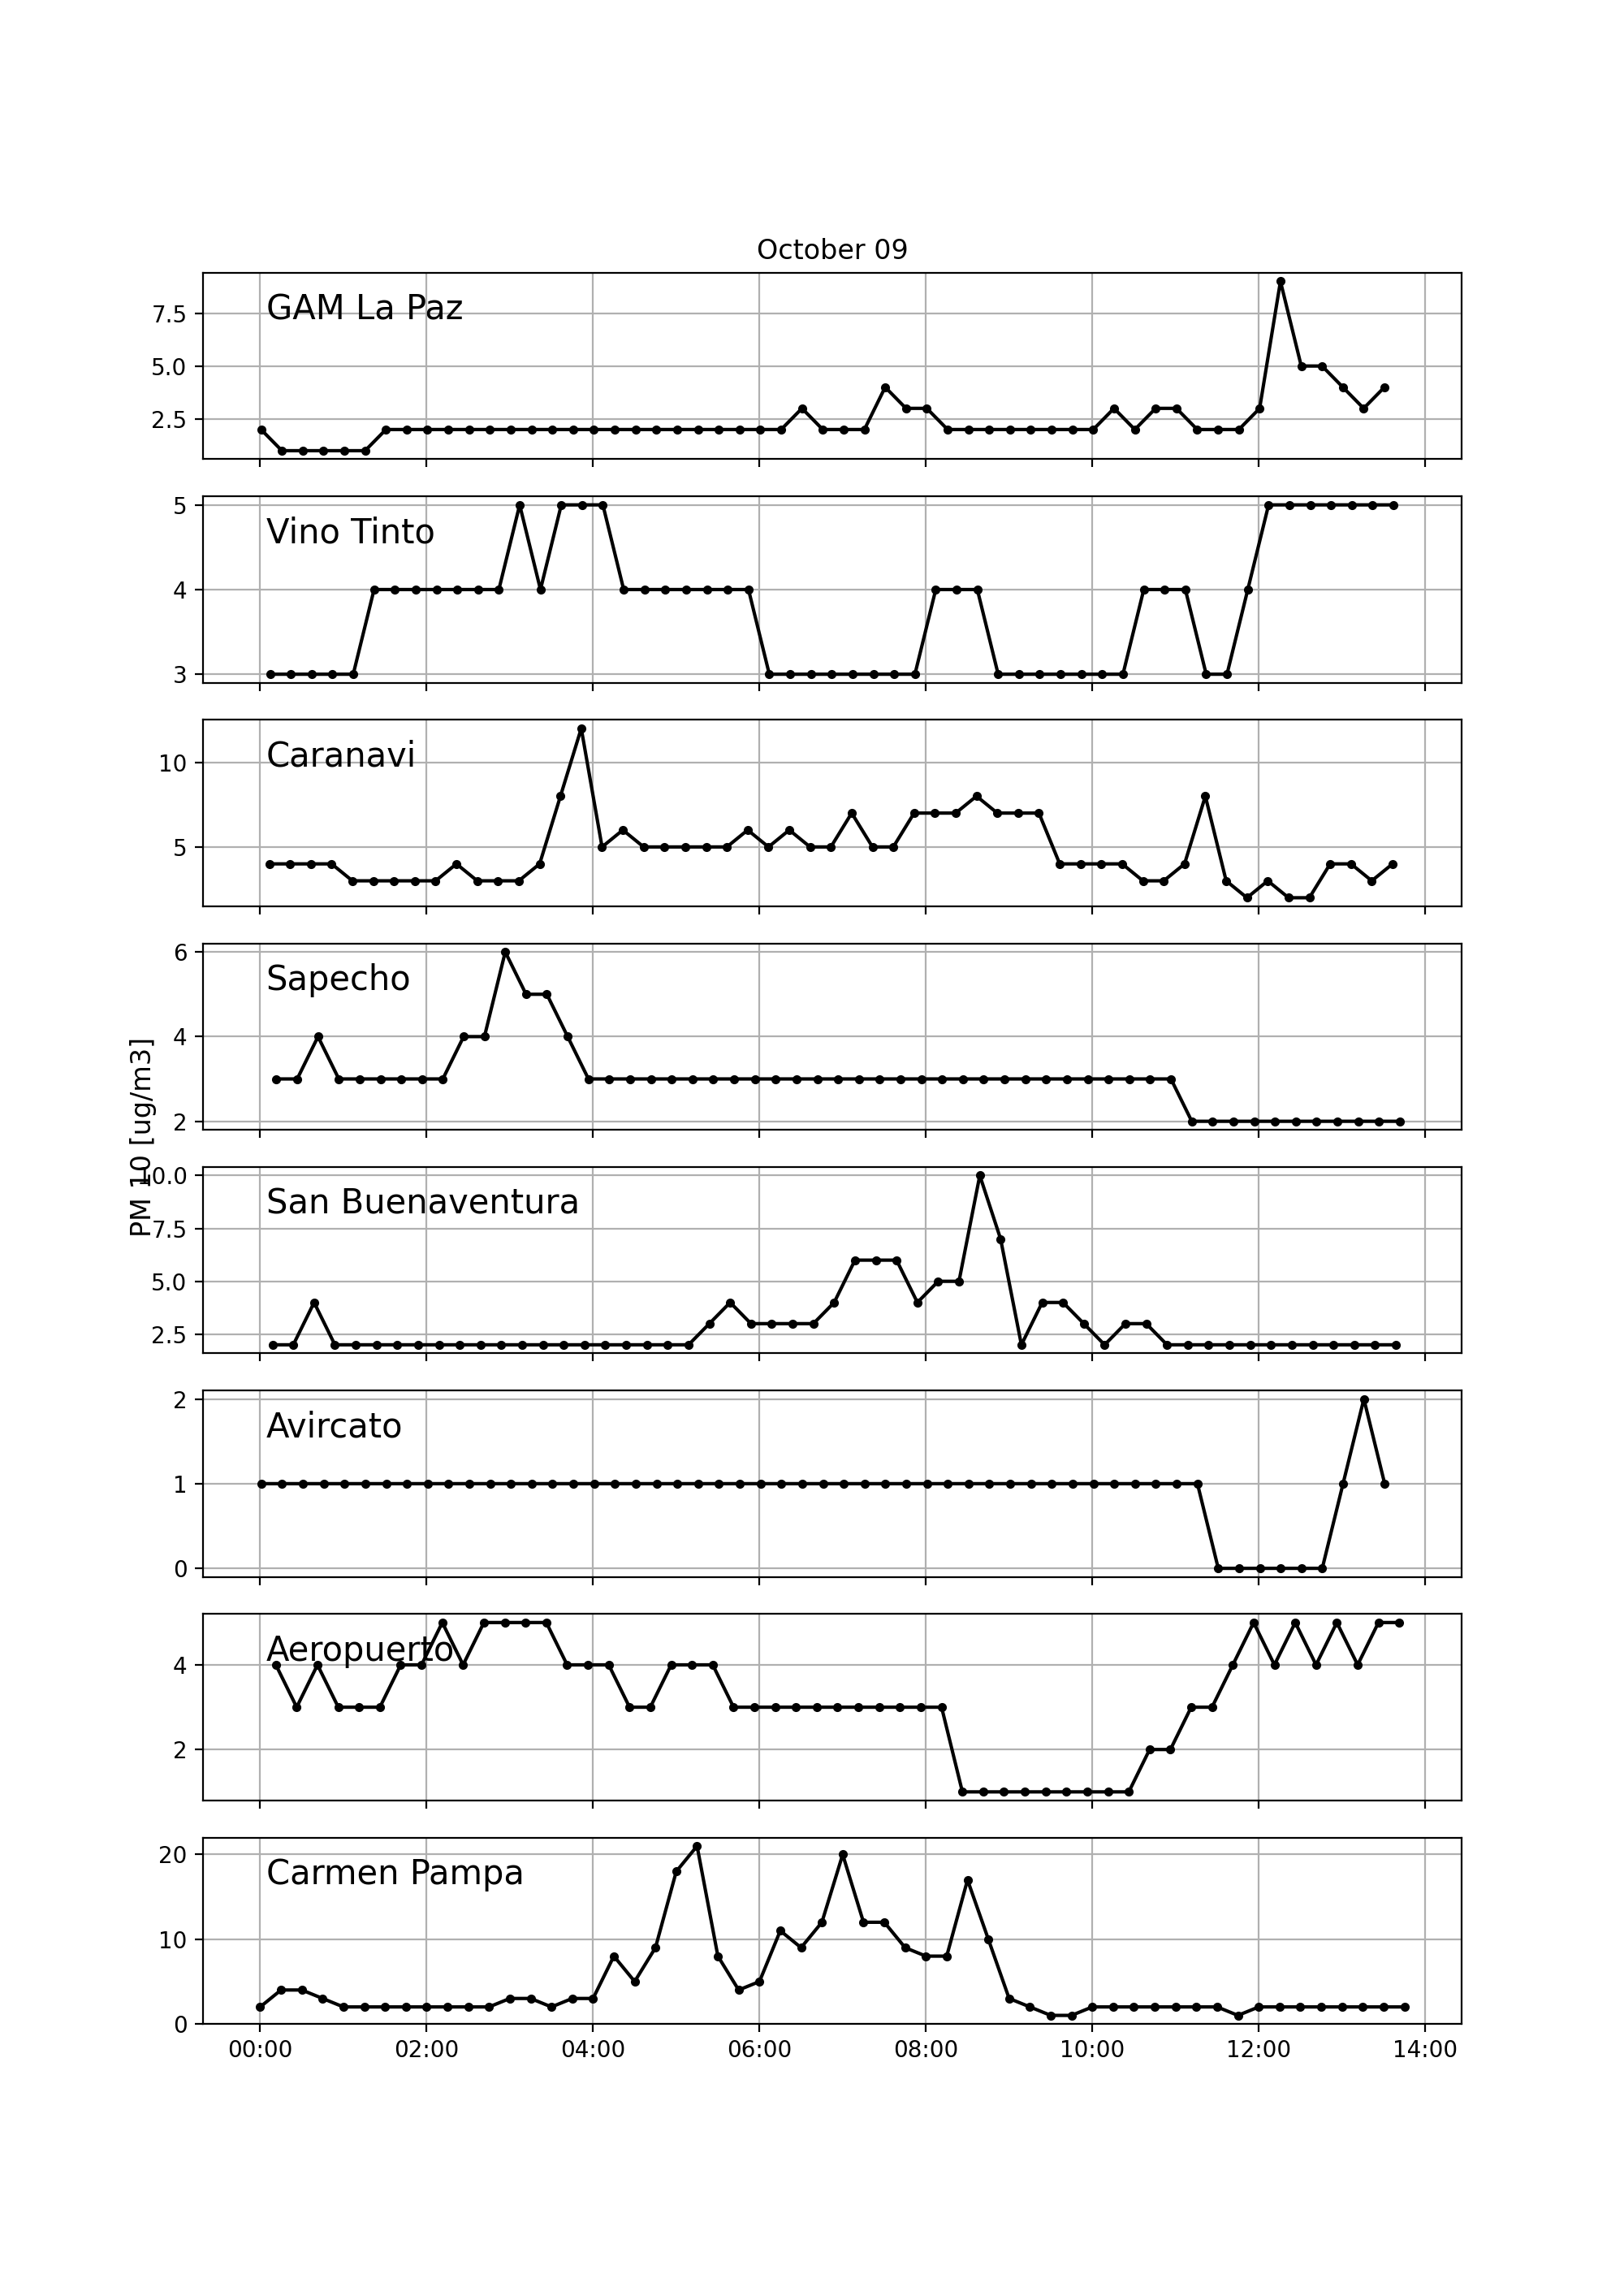 October 09
GAM La Paz
7.5
5.0
2.5
Vino Tinto
5
4
3
Caranavi
10
5
Sapecho
6
4
2
PM 10 [ug/m3]
San Buenaventura
10.0
7.5
5.0
2.5
Avircato
2
1
0
Aeropuerto
4
2
Carmen Pampa
20
10
0
00:00 02:00 04:00 06:00 08:00 10:00 12:00 14:00